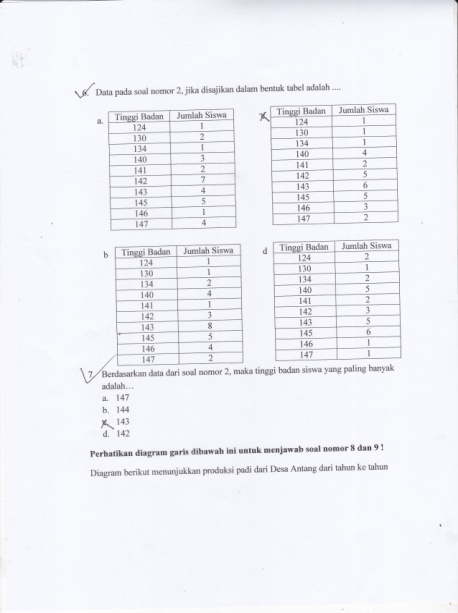 6. Data pada soal nomor 2, jika disajikan dalam bentuk tabel adalah ....
a.
Tinggi Badan Jumlah Siswa
124 1
130 2
134 1
140 3
141 2
142 7
143 4
145 5
146 1
147 4
Tinggi Badan Jumlah Siswa
124 1
130 1
134 1
140 4
141 2
142 5
143 6
145 5
146 3
147 2
b
Tinggi Badan Jumlah Siswa
124 1
130 1
134 2
140 4
141 1
142 3
143 8
145 5
146 4
147 2
d
Tinggi Badan Jumlah Siswa
124 2
130 1
134 2
140 5
141 2
142 3
143 5
145 6
146 1
147 1
7. Berdasarkan data dari soal nomor 2, maka tinggi badan siswa yang paling banyak
adalah…
a. 147
b. 144
143
d. 142
Perhatikan diagram garis dibawah ini untuk menjawab soal nomor 8 dan 9 !
Diagram berikut menunjukkan produksi padi dari Desa Antang dari tahun ke tahun